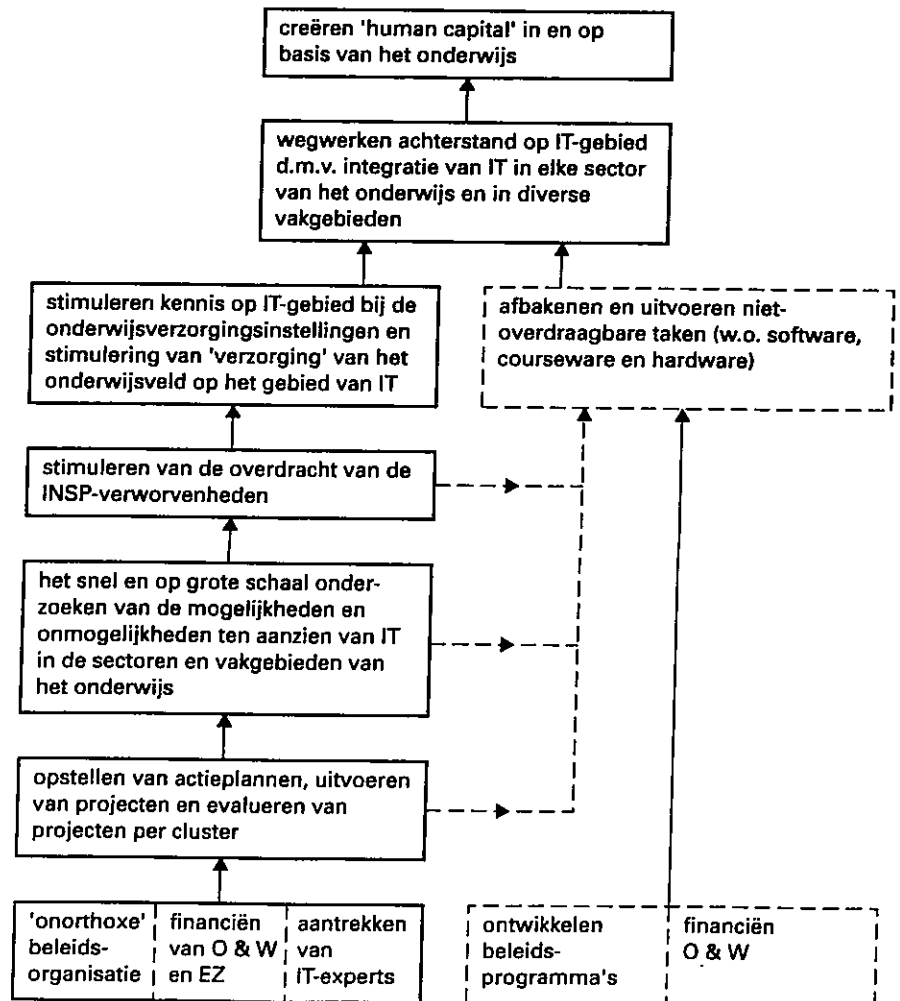 creëren 'human capital' in en op
basis van het onderwijs
wegwerken achterstand op IT-gebied
d.m.v. integratie van IT in elke sector
van het onderwijs en in diverse
vakgebieden
stimuleren kennis op IT-gebied bij de
onderwijsverzorgingsinstellingen en
stimulering van 'verzorging' van het
onderwijsveld op het gebied van IT
afbakenen en uitvoeren niet-
overdraagbare taken (w.o. software,
courseware en hardware)
stimuleren van de overdracht van de
INSP-verworvenheden
het snel en op grote schaal onder-
zoeken van de mogelijkheden en
onmogelijkheden ten aanzien van IT
in de sectoren en vakgebieden van
het onderwijs
opstellen van actieplannen, uitvoeren
van projecten en evalueren van
projecten per cluster
'onorthoxe'
beleids-
organisatie
financiën
van O & W
en EZ
aantrekken
van
IT-experts
ontwikkelen
beleids-
programma's
financiën
O & W